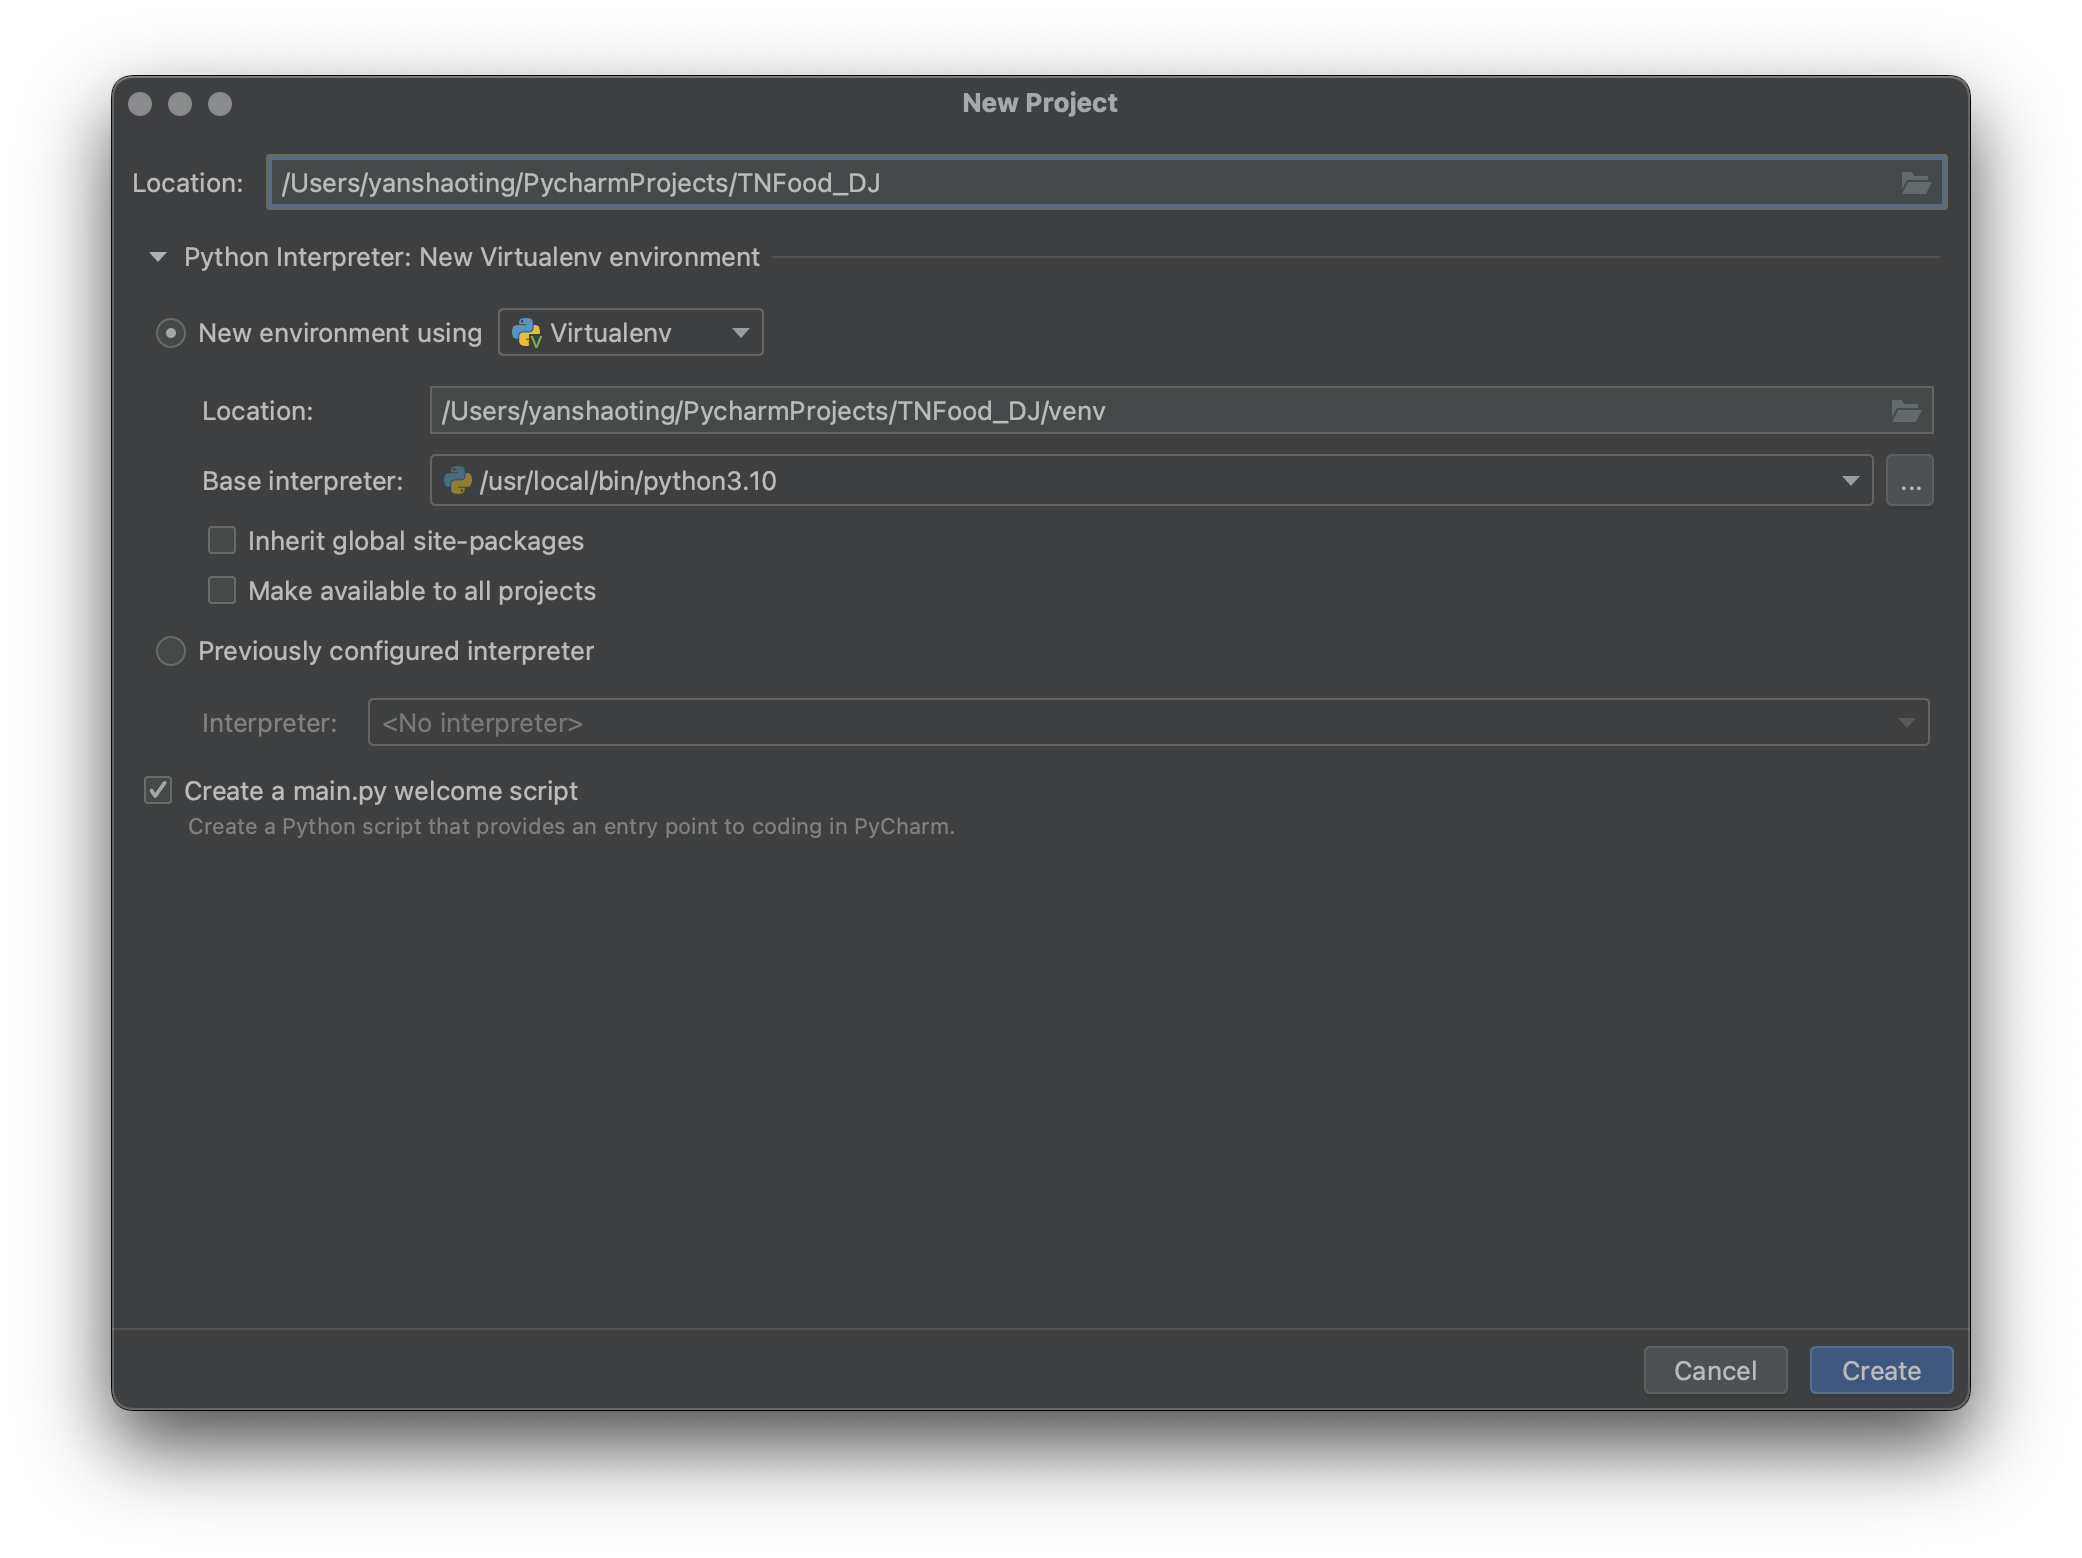 New Project
Location: /Users/yanshaoting/PycharmProjects/TNFood_DJ
Python Interpreter: New Virtualenv environment
New environment using Virtualenv
Location: /Users/yanshaoting/PycharmProjects/TNFood_DJ/venv
Base interpreter: /usr/local/bin/python3.10 ...
Inherit global site-packages
Make available to all projects
Previously configured interpreter
Interpreter: <No interpreter>
Create a main.py welcome script
Create a Python script that provides an entry point to coding in PyCharm.
Cancel Create